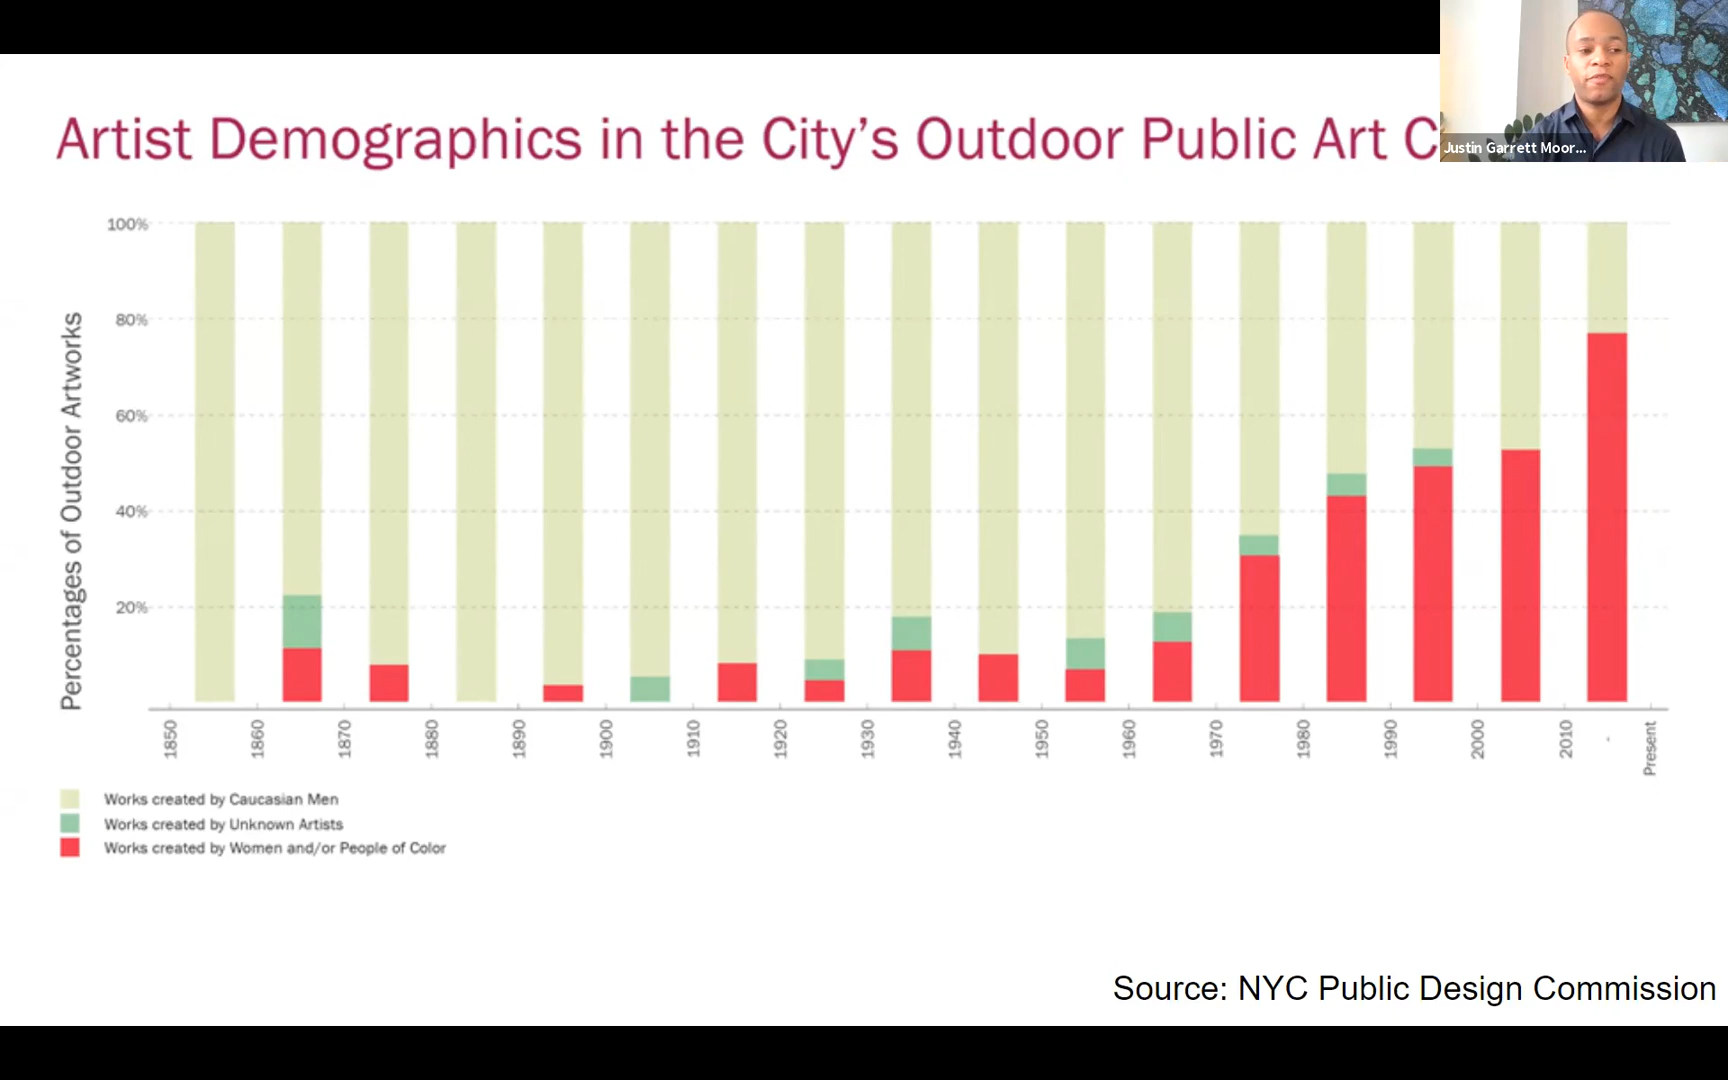 Artist Demographics in the City's Outdoor Public Art C
Justin Garrett Moor...
Percentages of Outdoor Artworks
100%
80%
60%
40%
20%
1850
1860
1870
1880
1890
1900
1910
1920
1930
1940
1950
1960
1970
1980
1990
2000
2010
-
Present
Works created by Caucasian Men
Works created by Unknown Artists
Works created by Women and/or People of Color
Source: NYC Public Design Commission